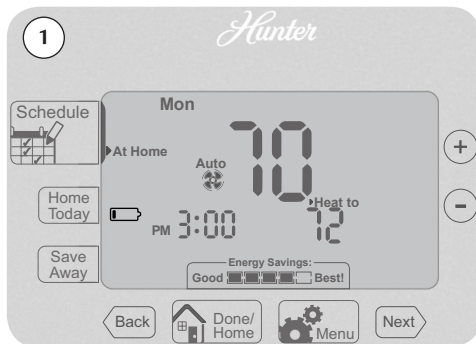 1
Hunter
Schedule
Mon
At Home
Auto
70
+
Home
Today
Heat to
PM 3:00
72
-
Save
Away
Energy Savings:
Good Best!
Back
Done/
Home
Menu
Next